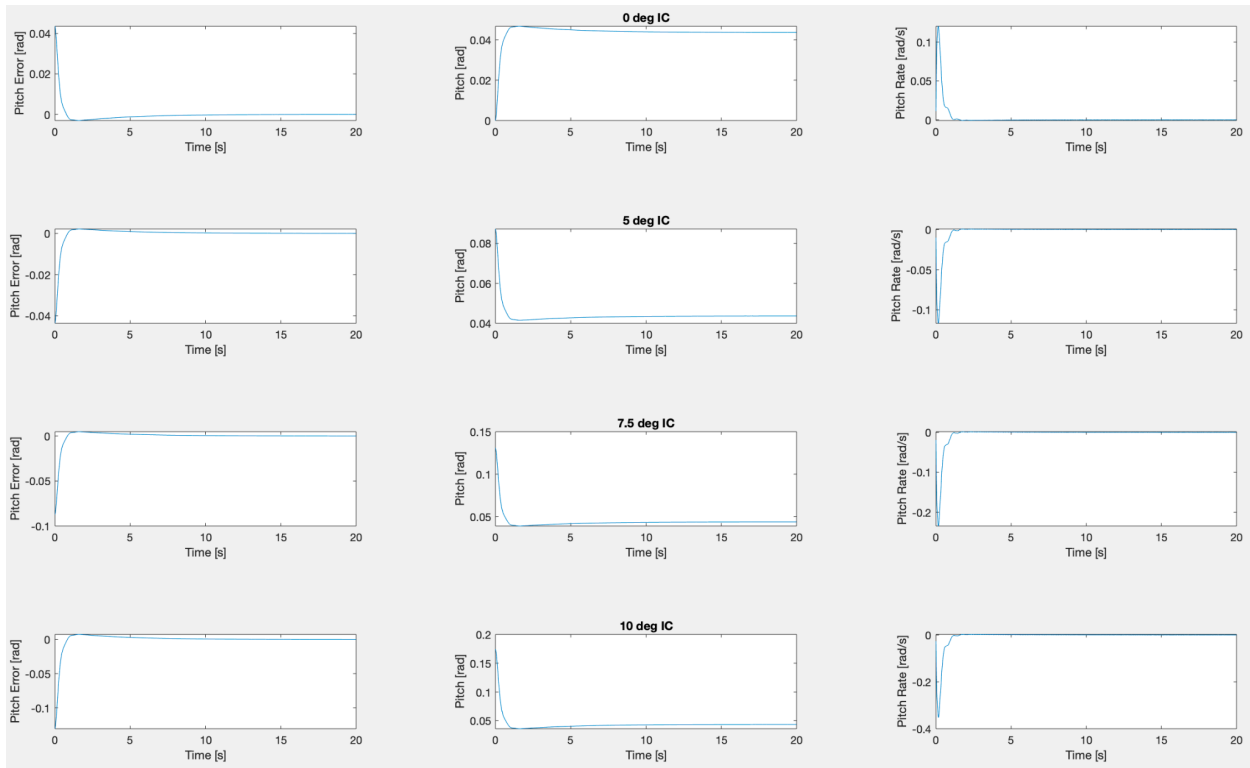 0 deg IC
Pitch Error [rad]
0.04
0.02
0
0 5 10 15 20
Time [s]
Pitch [rad]
0.04
0.02
0
0 5 10 15 20
Time [s]
Pitch Rate [rad/s]
0.1
0.05
0
0 5 10 15 20
Time [s]
5 deg IC
Pitch Error [rad]
0
-0.02
-0.04
0 5 10 15 20
Time [s]
Pitch [rad]
0.08
0.06
0.04
0 5 10 15 20
Time [s]
Pitch Rate [rad/s]
0
-0.05
-0.1
0 5 10 15 20
Time [s]
7.5 deg IC
Pitch Error [rad]
0
-0.05
-0.1
0 5 10 15 20
Time [s]
Pitch [rad]
0.15
0.1
0.05
0 5 10 15 20
Time [s]
Pitch Rate [rad/s]
0
-0.1
-0.2
0 5 10 15 20
Time [s]
10 deg IC
Pitch Error [rad]
0
-0.05
-0.1
0 5 10 15 20
Time [s]
Pitch [rad]
0.2
0.15
0.1
0.05
0 5 10 15 20
Time [s]
Pitch Rate [rad/s]
0
-0.2
-0.4
0 5 10 15 20
Time [s]